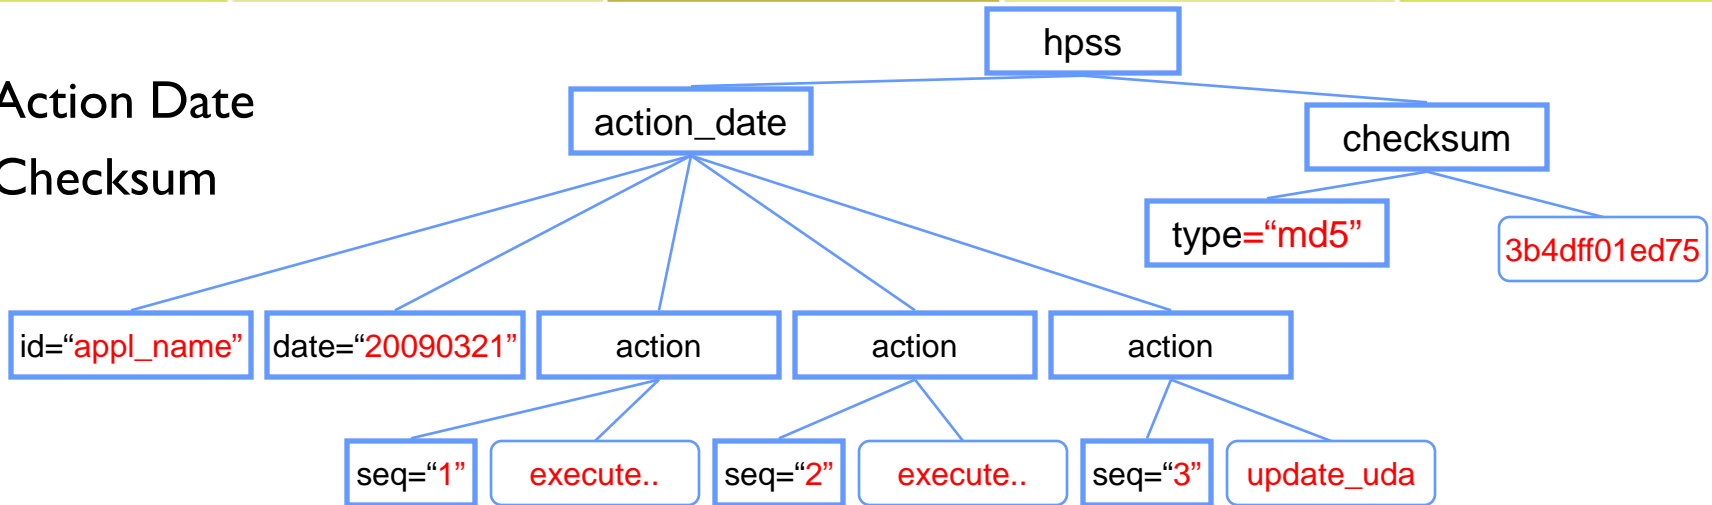 hpss
Action Date
action_date
checksum
Checksum
type=“md5”
3b4dff01ed75
id=“appl_name”
date=“20090321”
action
action
action
seq=“1”
execute..
seq=“2”
execute..
seq=“3”
update_uda